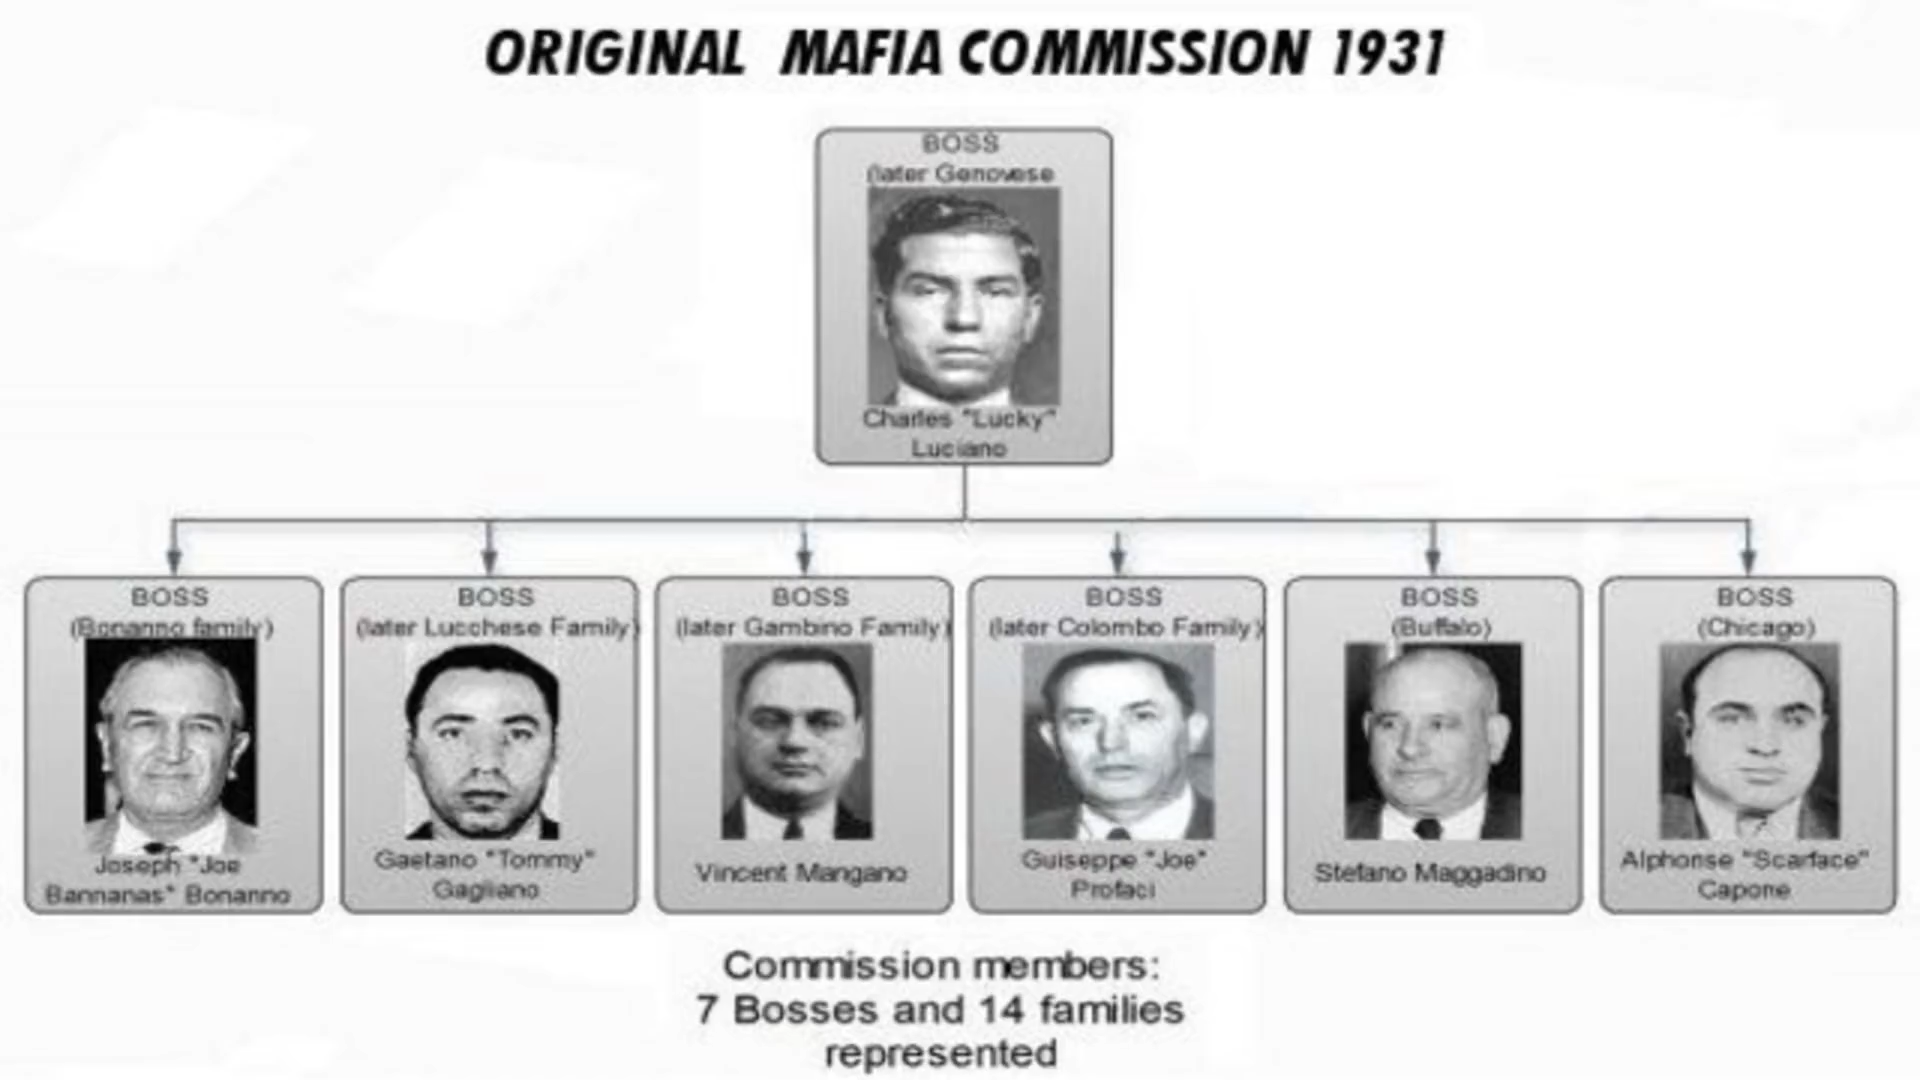 ORIGINAL MAFIA COMMISSION 1931
BOSS
(later Genovese
Charles "Lucky"
Luciano
BOSS
(Bonanno family)
Joseph "Joe
Bannanas" Bonanno
BOSS
(later Lucchese Family)
Gaetano "Tommy"
Gagliano
BOSS
(later Gambino Family)
Vincent Mangano
BOSS
(later Colombo Family)
Guiseppe "Joe"
Profaci
BOSS
(Buffalo)
Stefano Maggadino
BOSS
(Chicago)
Alphonse "Scarface"
Capone
Commission members:
7 Bosses and 14 families
represented